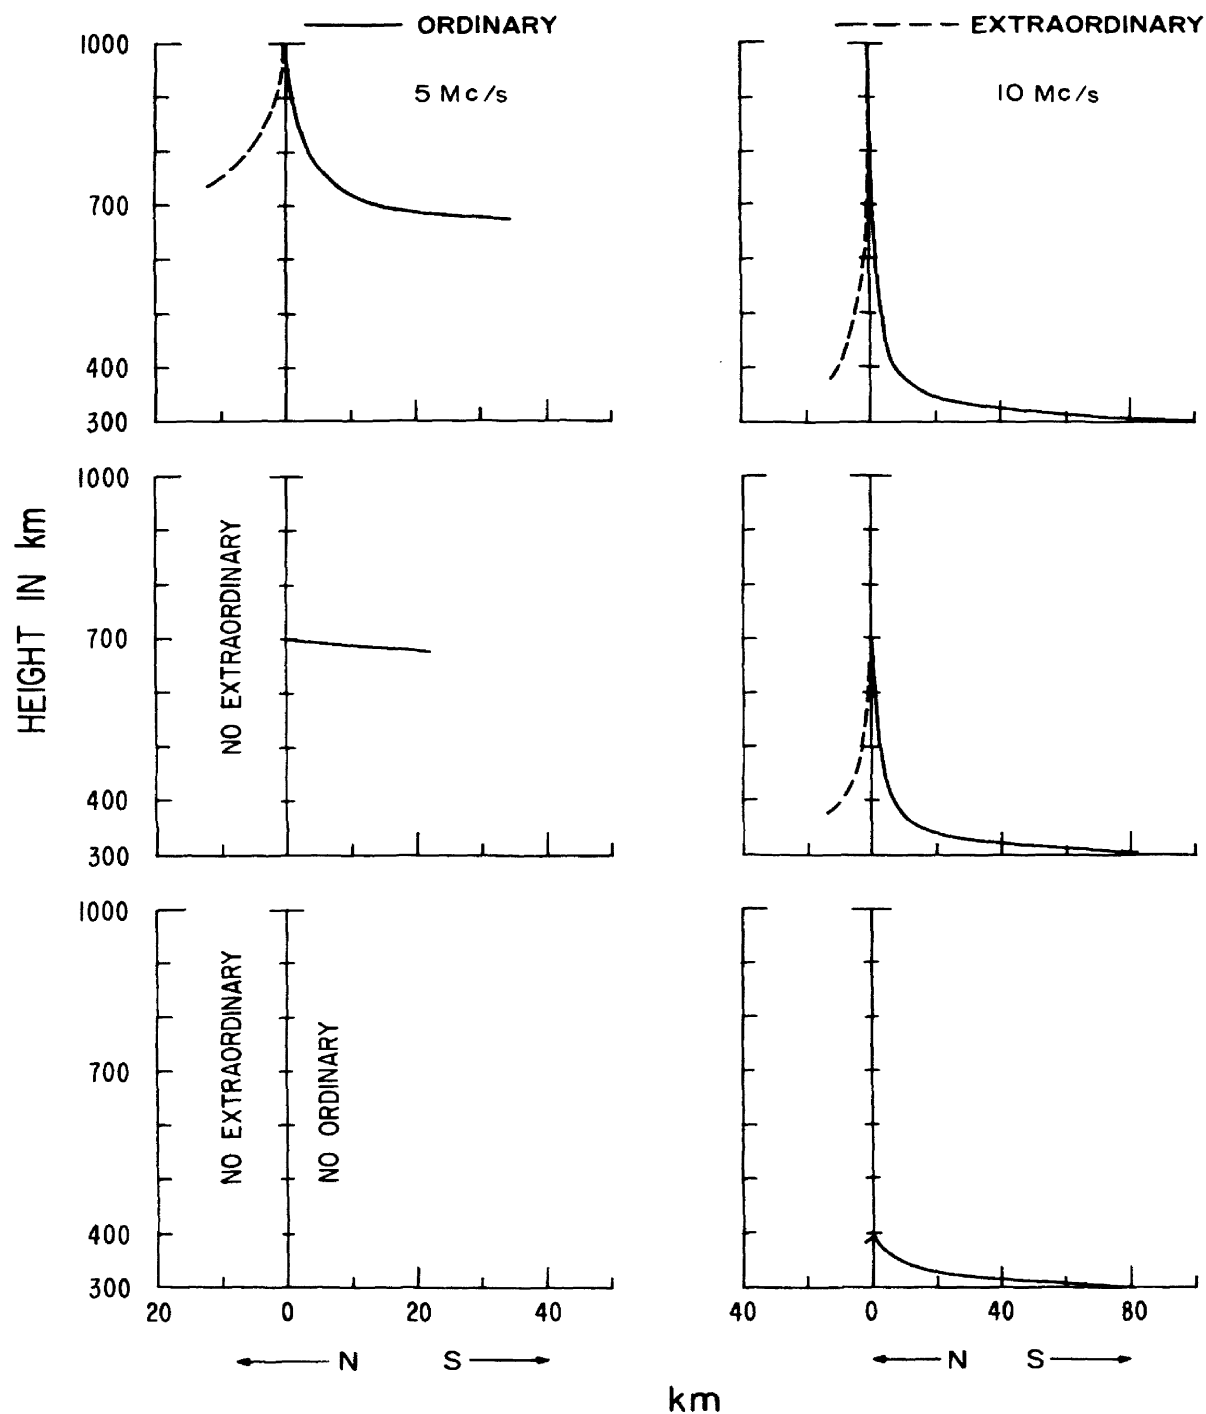 ORDINARY
EXTRAORDINARY
5 Mc/s
10 Mc/s
1000
700
400
300
HEIGHT IN km
1000
700
400
300
NO EXTRAORDINARY
1000
700
400
300
NO EXTRAORDINARY
NO ORDINARY
20 0 20 40
40 0 40 80
N S
N S
km